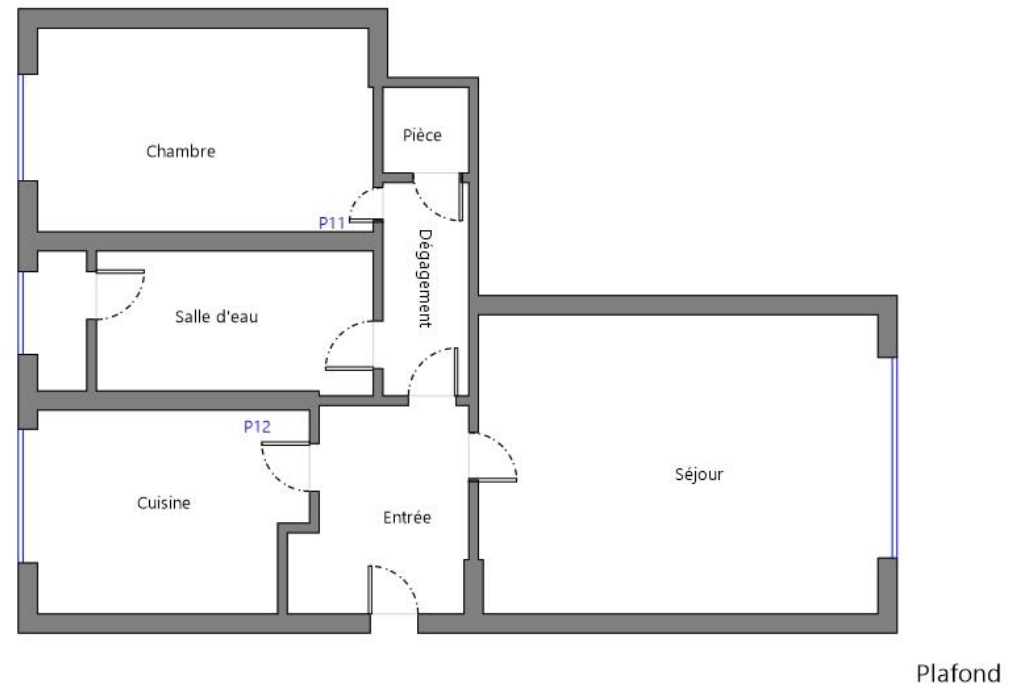 Pièce
Chambre
P11
Dégagement
Salle d'eau
P12
Séjour
Cuisine
Entrée
Plafond